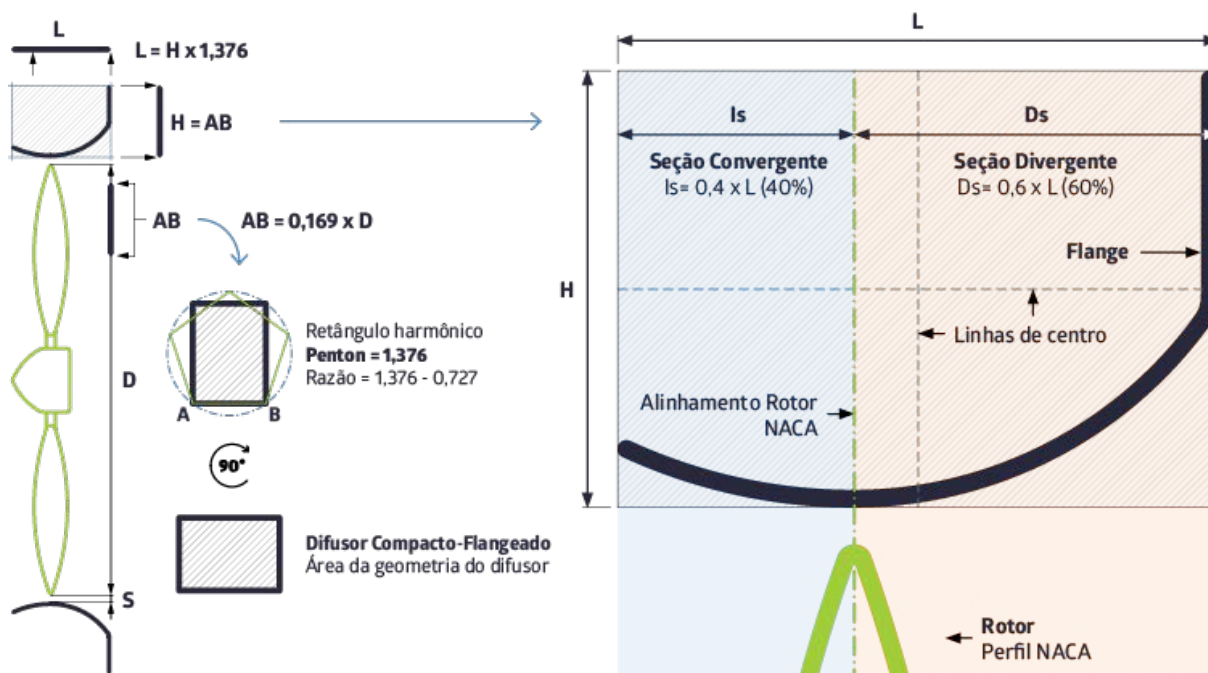 L
L = H x 1,376
H = AB
AB
AB = 0,169 x D
Retângulo harmônico
Penton = 1,376
Razão = 1,376 - 0,727
A
B
D
90°
Difusor Compacto-Flangeado
Área da geometria do difusor
S
L
Is
Ds
Seção Convergente
Is= 0,4 x L (40%)
Seção Divergente
Ds= 0,6 x L (60%)
Flange
H
Linhas de centro
Alinhamento Rotor
NACA
Rotor
Perfil NACA